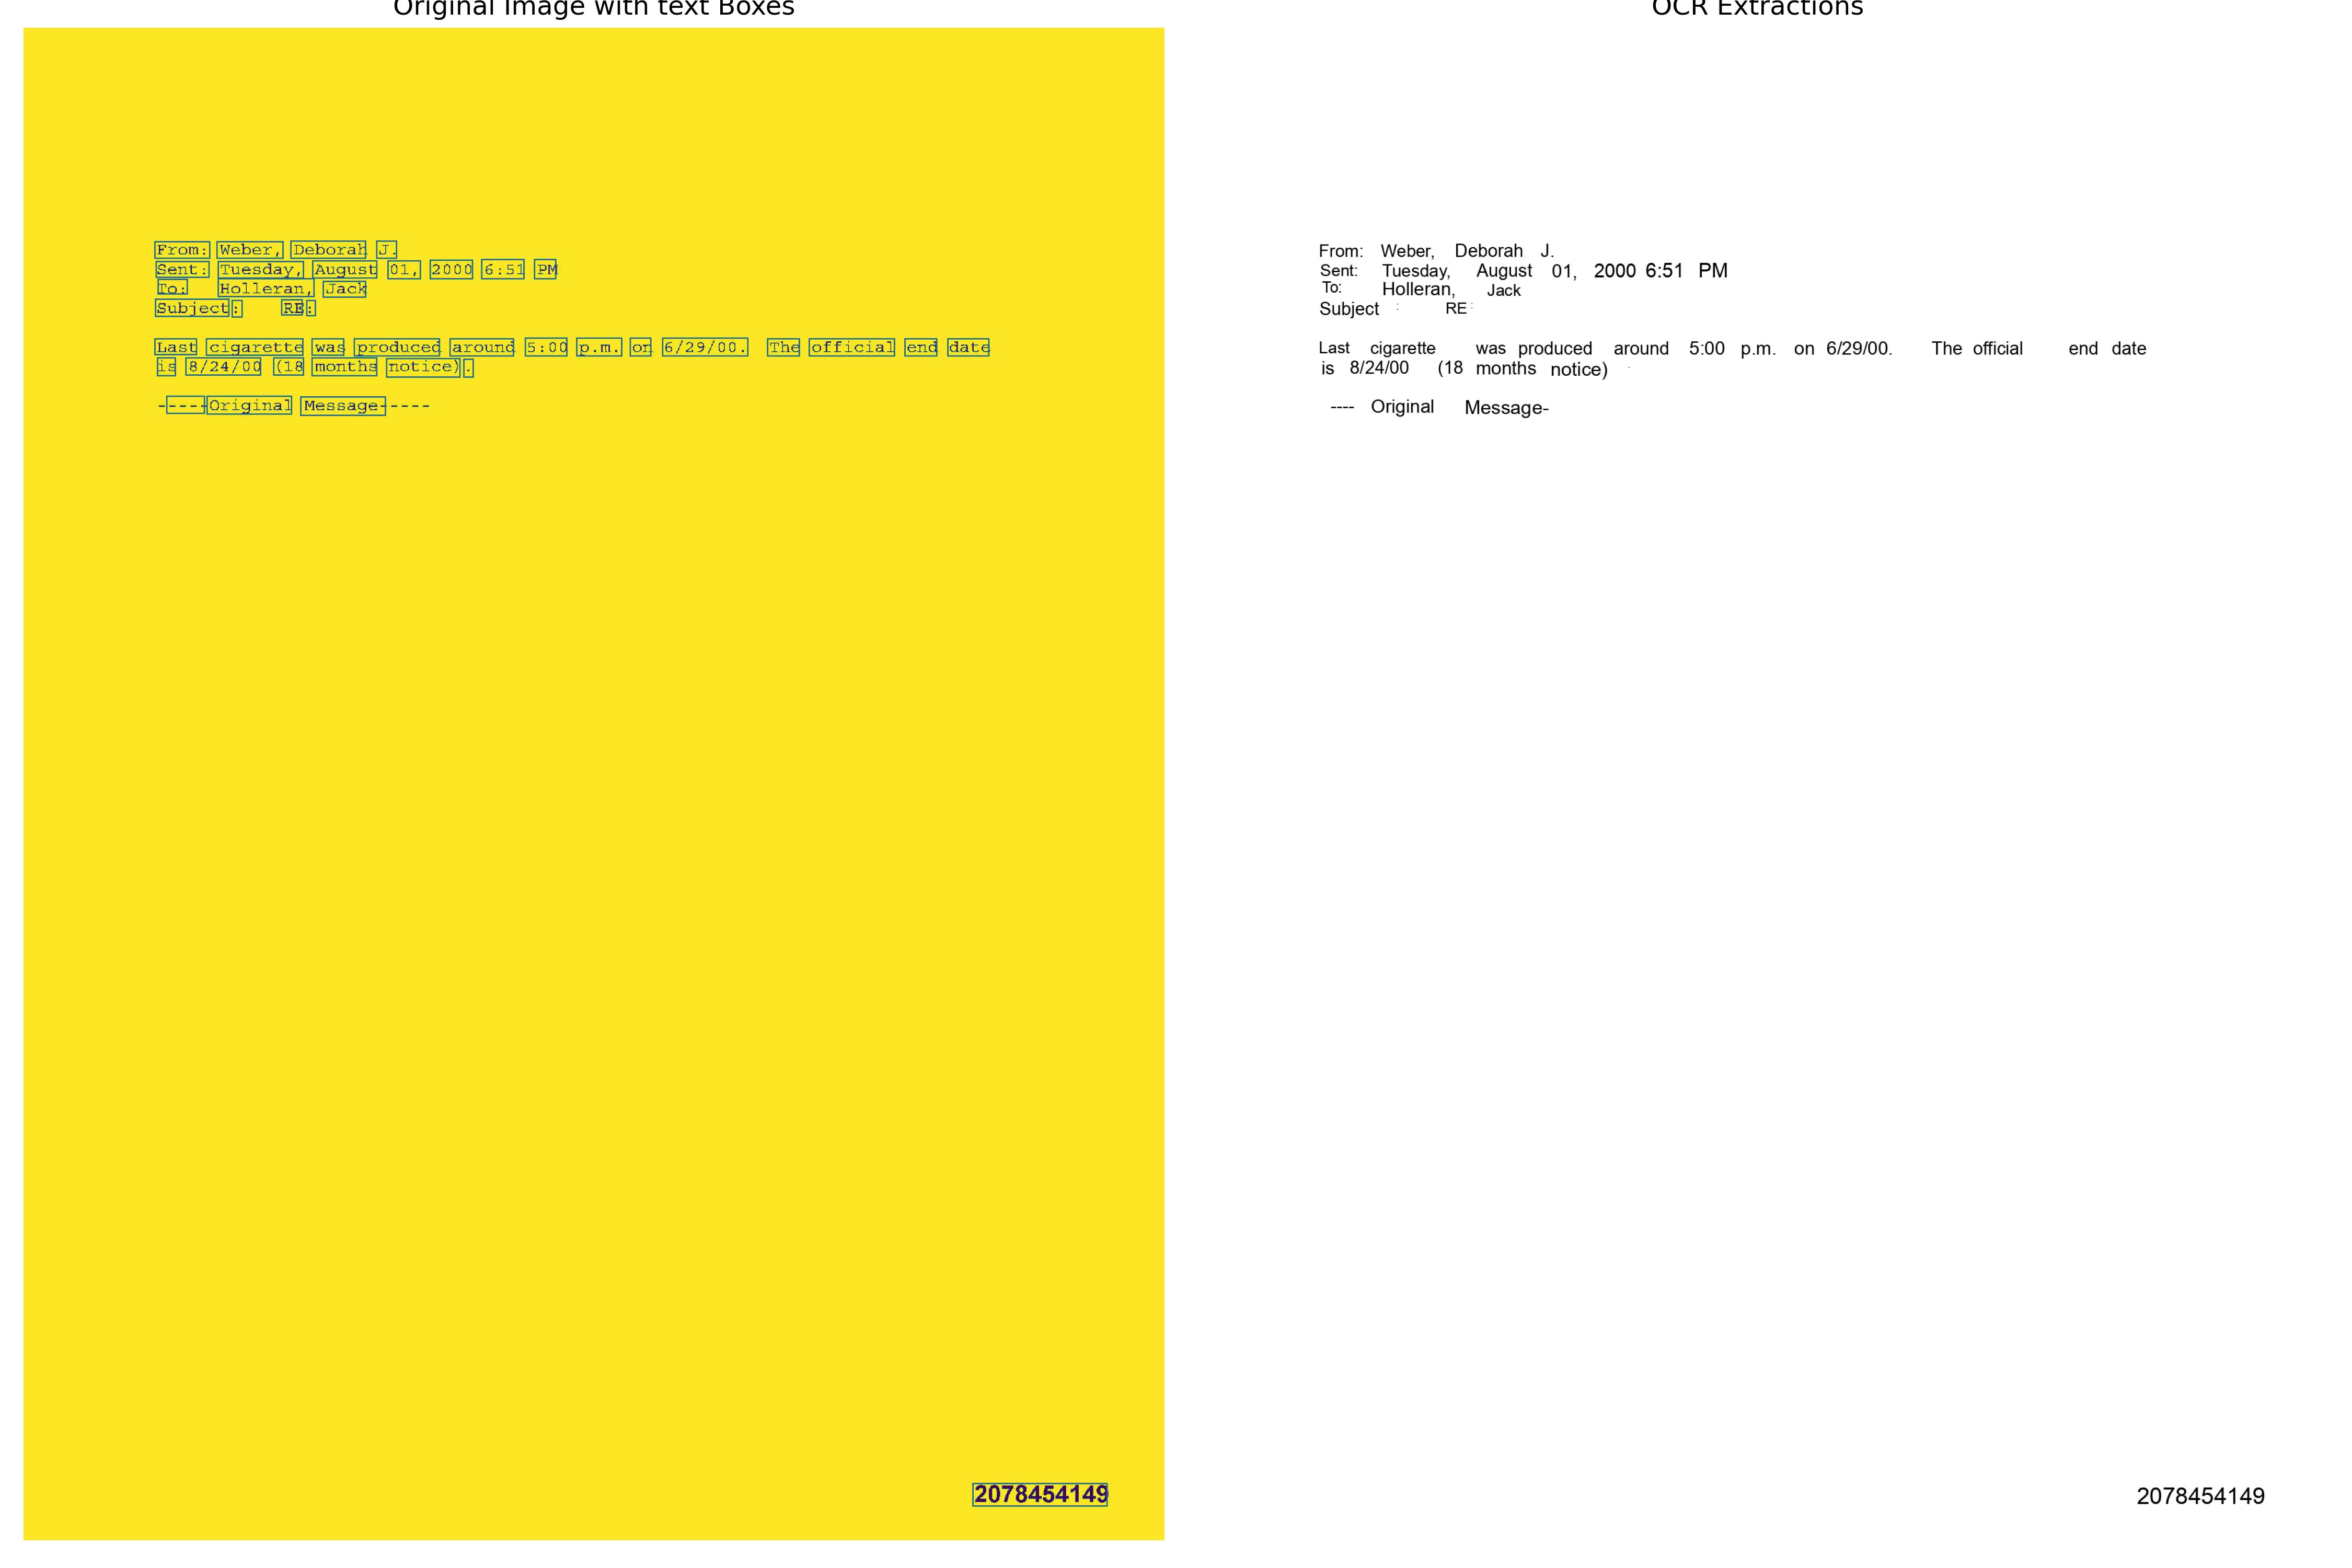 Original Image with text Boxes
From: Weber, Deborah J.
Sent: Tuesday, August 01, 2000 6:51 PM
To: Holleran, Jack
Subject: RE:
Last cigarette was produced around 5:00 p.m. on 6/29/00. The official end date
is 8/24/00 (18 months notice).
-----Original Message-----
2078454149
OCR Extractions
From: Weber, Deborah J.
Sent: Tuesday, August 01, 2000 6:51 PM
To: Holleran, Jack
Subject : RE :
Last cigarette was produced around 5:00 p.m. on 6/29/00. The official end date
is 8/24/00 (18 months notice) .
---- Original Message-
2078454149